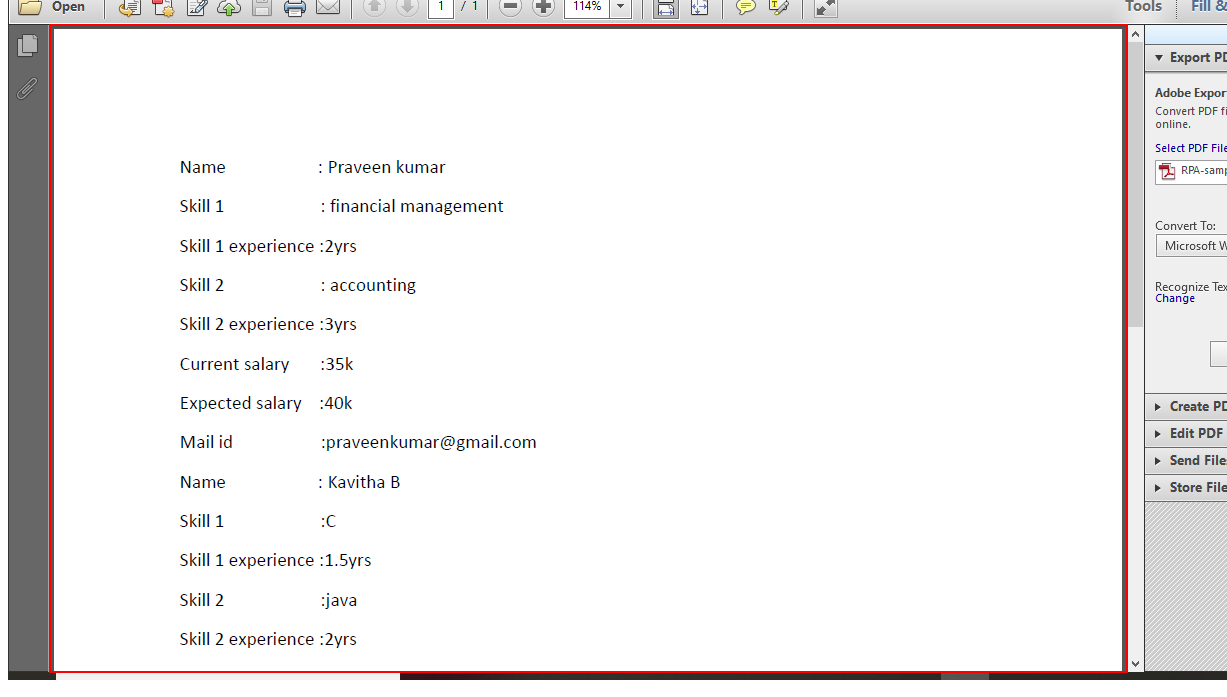 Open 1 / 1 114% Tools Fill &
Export PD
Adobe Expor
Convert PDF fi
online.
Select PDF File
RPA-samp
Convert To:
Microsoft W
Recognize Tex
Change
Create PD
Edit PDF
Send File
Store File
Name : Praveen kumar
Skill 1 : financial management
Skill 1 experience :2yrs
Skill 2 : accounting
Skill 2 experience :3yrs
Current salary :35k
Expected salary :40k
Mail id :praveenkumar@gmail.com
Name : Kavitha B
Skill 1 :C
Skill 1 experience :1.5yrs
Skill 2 :java
Skill 2 experience :2yrs